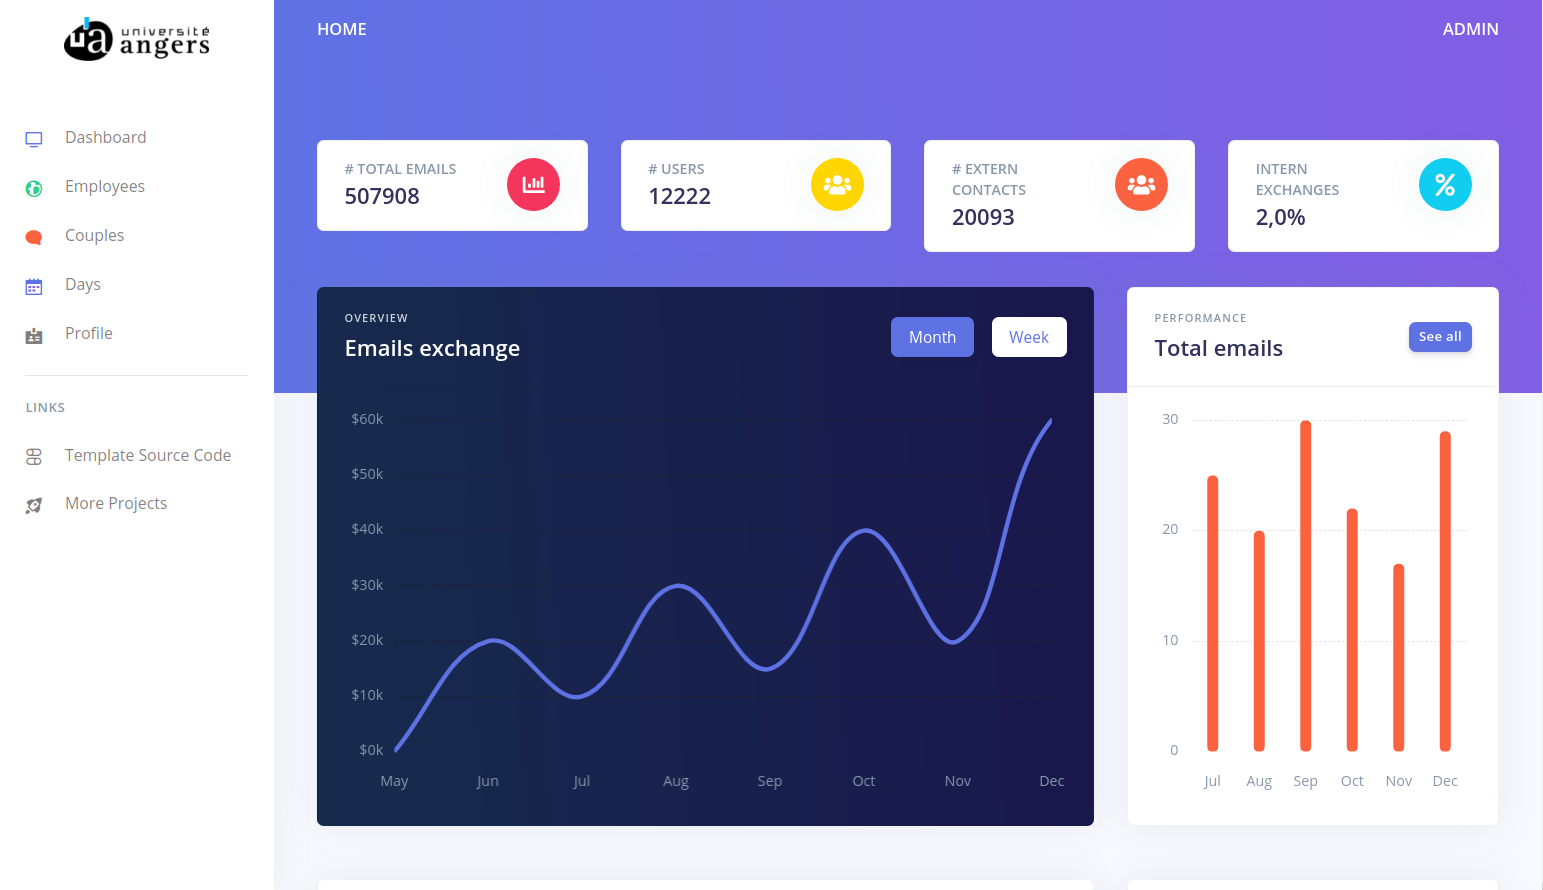 université
angers
Dashboard
Employees
Couples
Days
Profile
LINKS
Template Source Code
More Projects
HOME
ADMIN
# TOTAL EMAILS
507908
# USERS
12222
# EXTERN
CONTACTS
20093
INTERN
EXCHANGES
2,0%
OVERVIEW
Emails exchange
Month
Week
$60k
$50k
$40k
$30k
$20k
$10k
$0k
May Jun Jul Aug Sep Oct Nov Dec
PERFORMANCE
Total emails
See all
30
20
10
0
Jul Aug Sep Oct Nov Dec